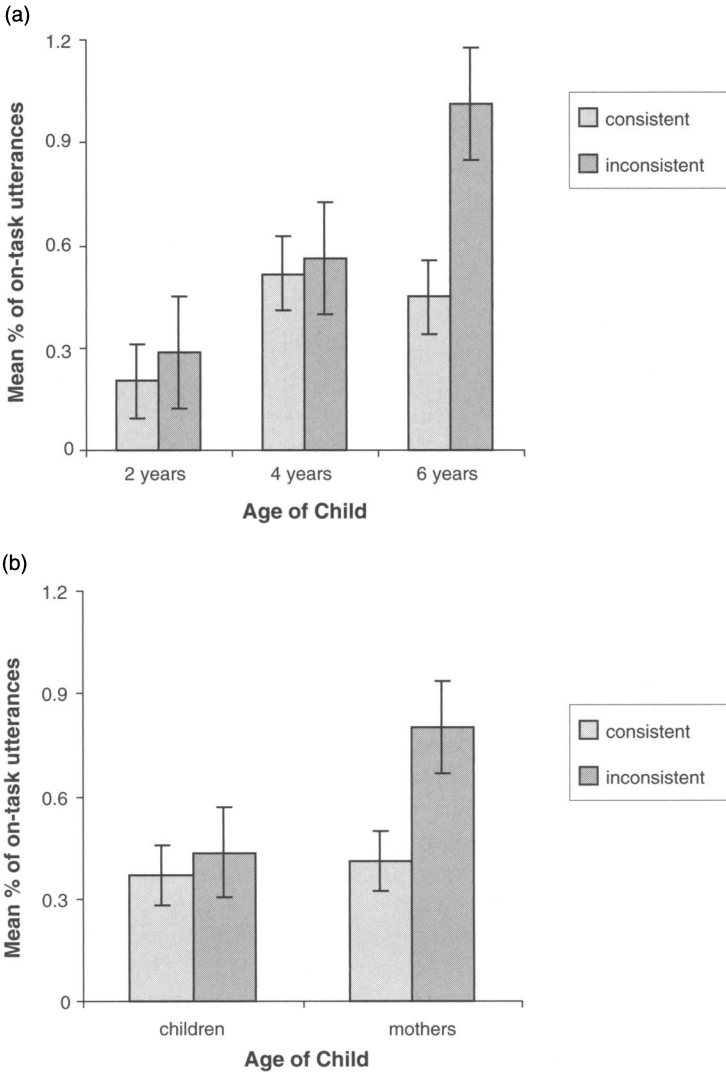 (a)
1.2
0.9
0.6
0.3
0
Mean % of on-task utterances
2 years
4 years
6 years
Age of Child
consistent
inconsistent
(b)
1.2
0.9
0.6
0.3
0
Mean % of on-task utterances
children
mothers
Age of Child
consistent
inconsistent